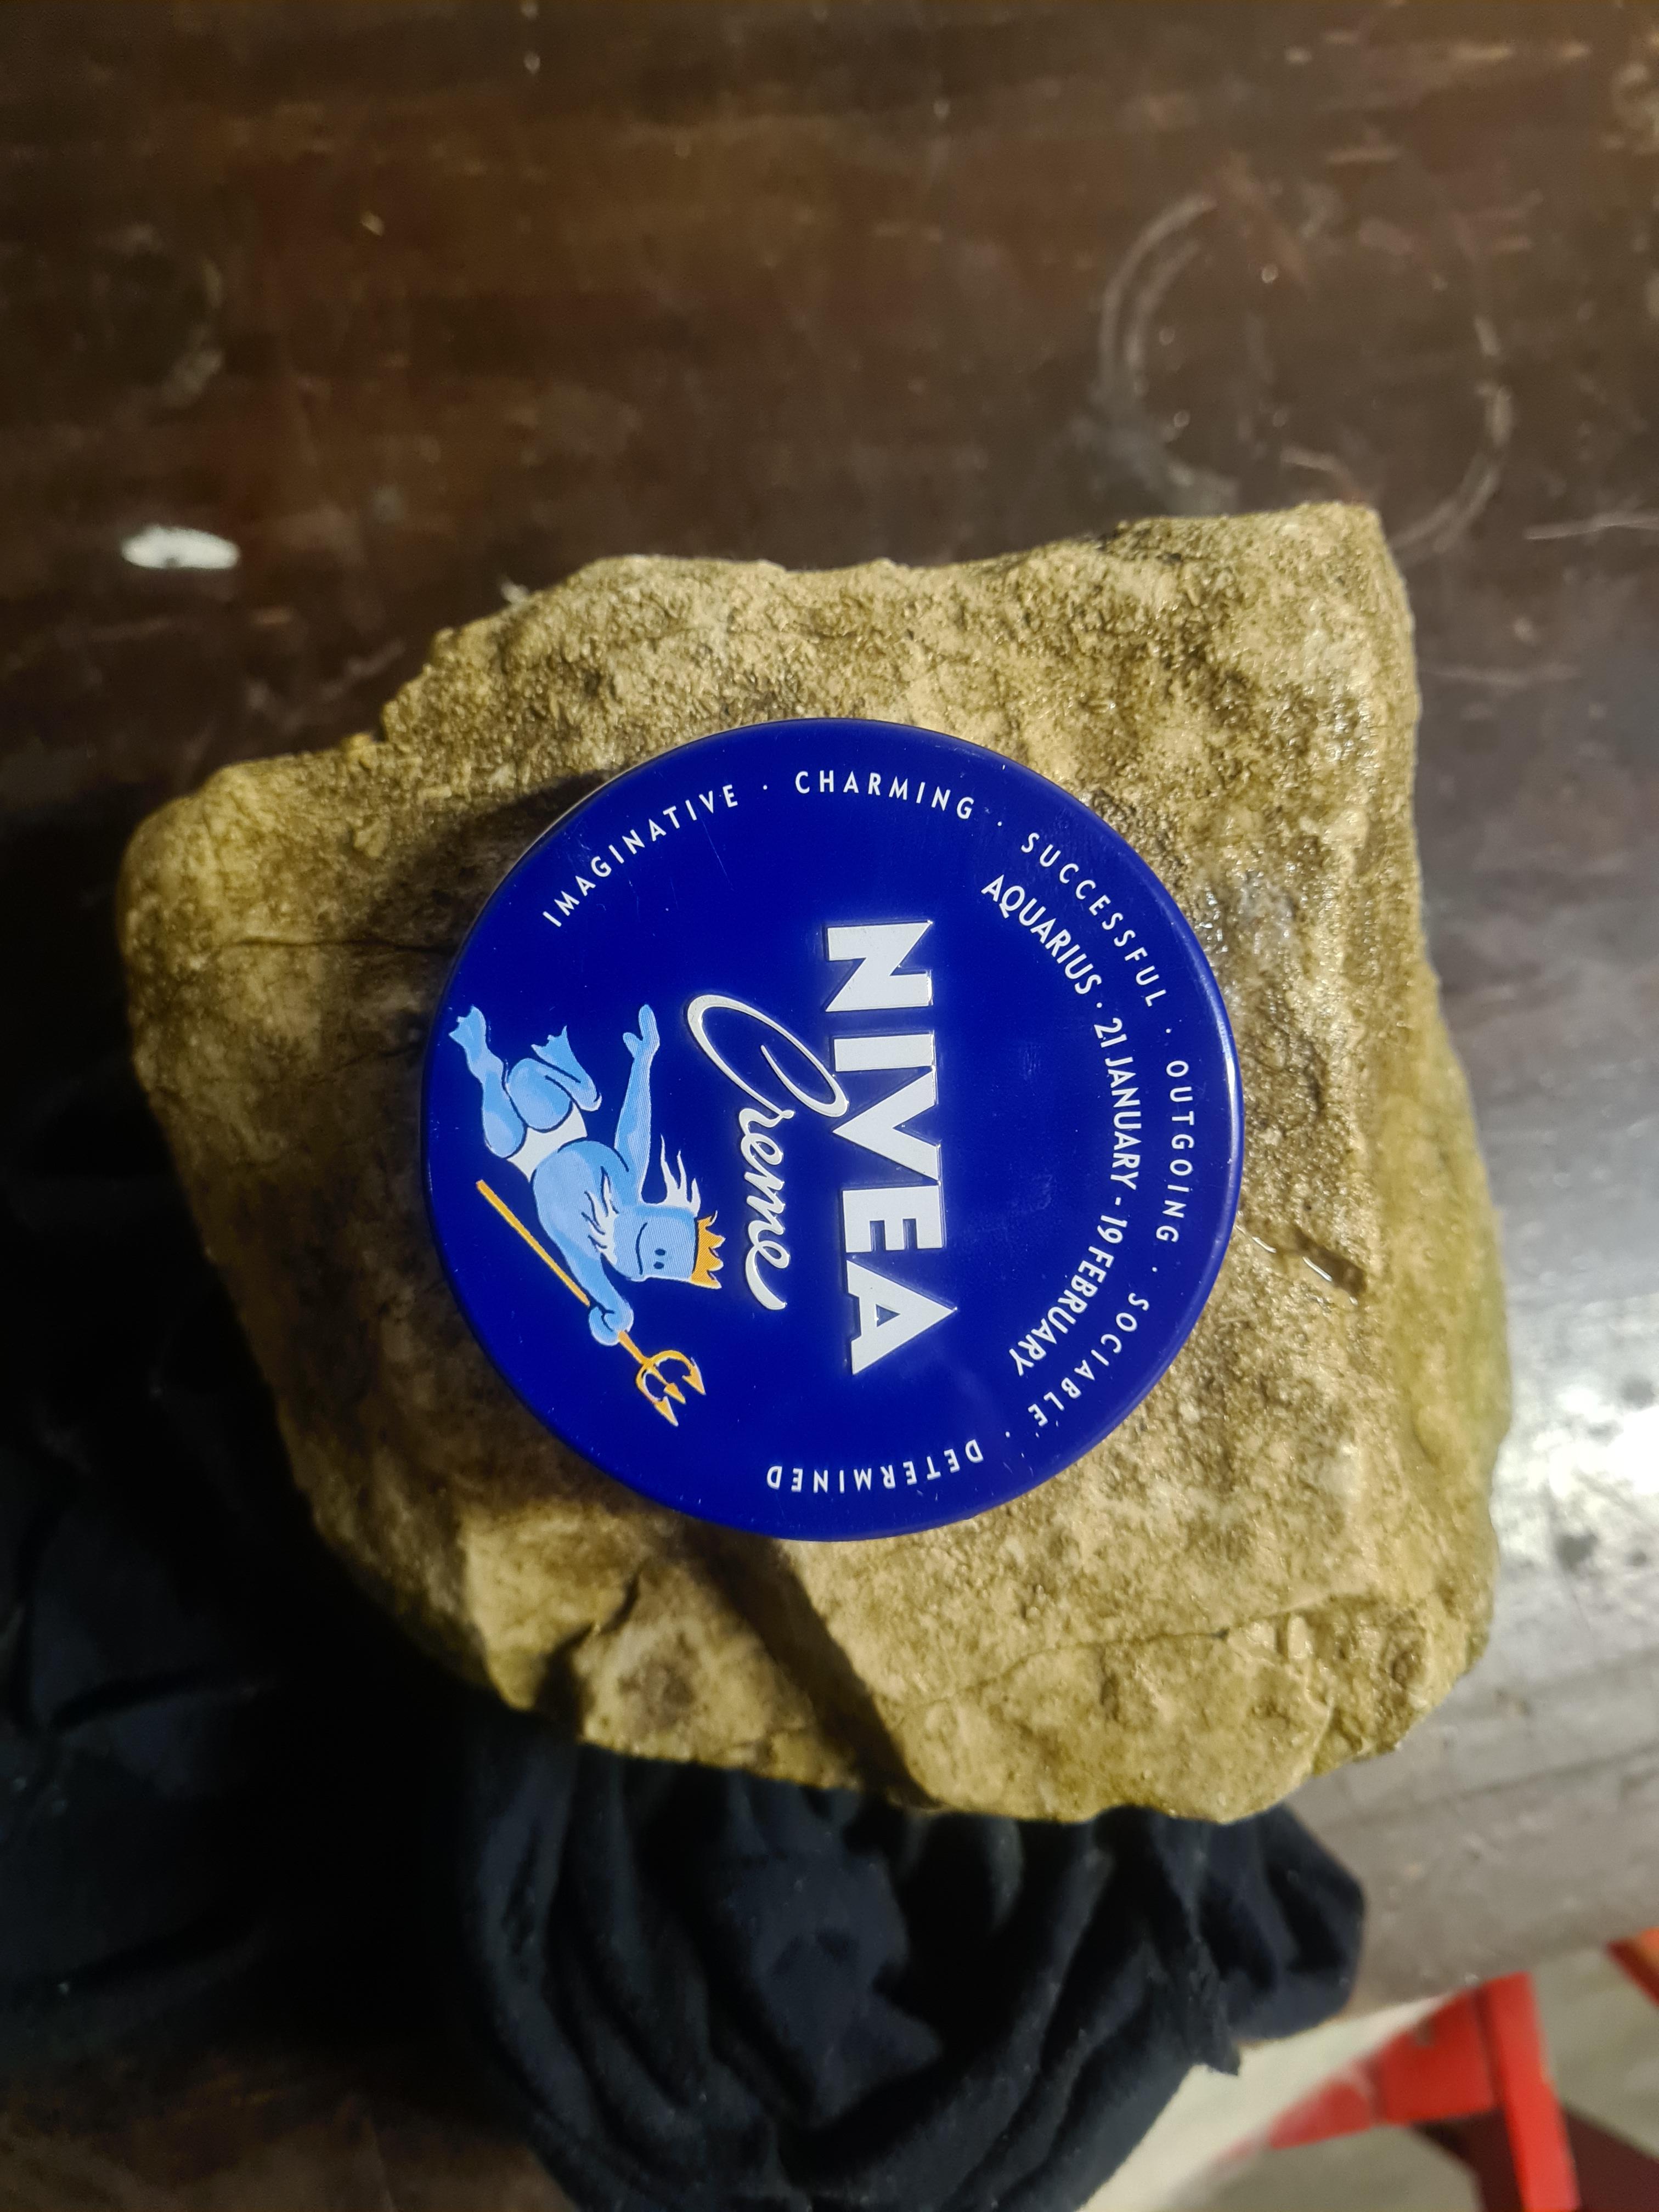 IMAGINATIVE · CHARMING · SUCCESSFUL · OUTGOING · SOCIABLE · DETERMINED
AQUARIUS · 21 JANUARY - 19 FEBRUARY
NIVEA
Creme